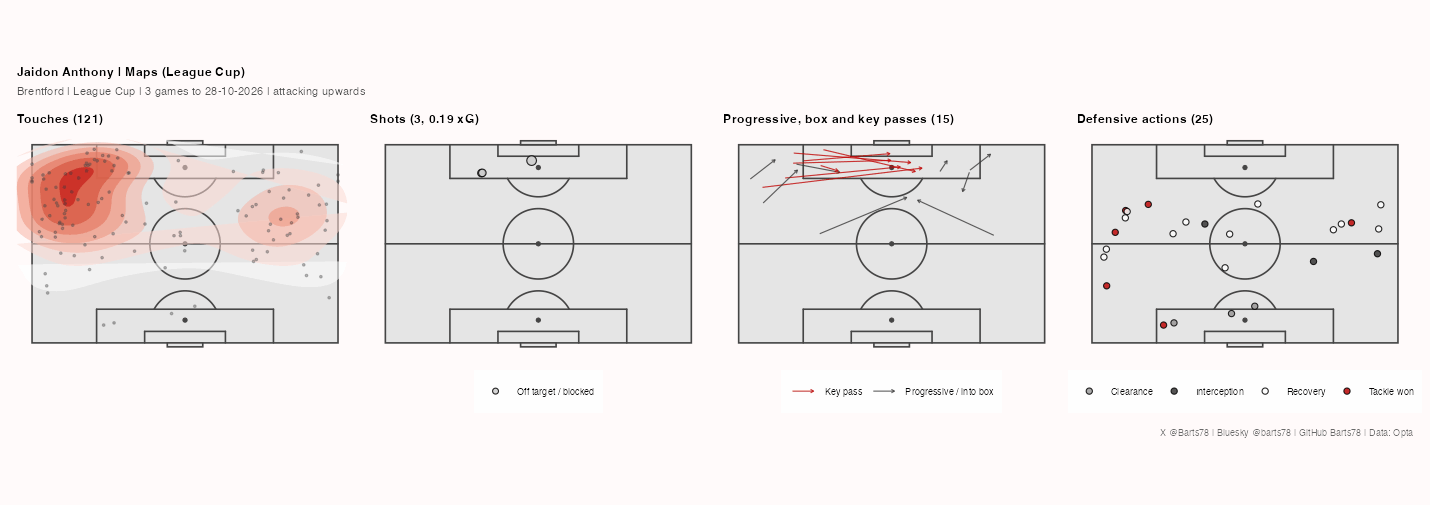 Jaidon Anthony | Maps (League Cup)
Brentford | League Cup | 3 games to 28-10-2026 | attacking upwards
Touches (121)
Shots (3, 0.19 xG)
Progressive, box and key passes (15)
Defensive actions (25)
Off target / blocked
Key pass
Progressive / into box
Clearance
Interception
Recovery
Tackle won
X @Barts78 | Bluesky @barts78 | GitHub Barts78 | Data: Opta